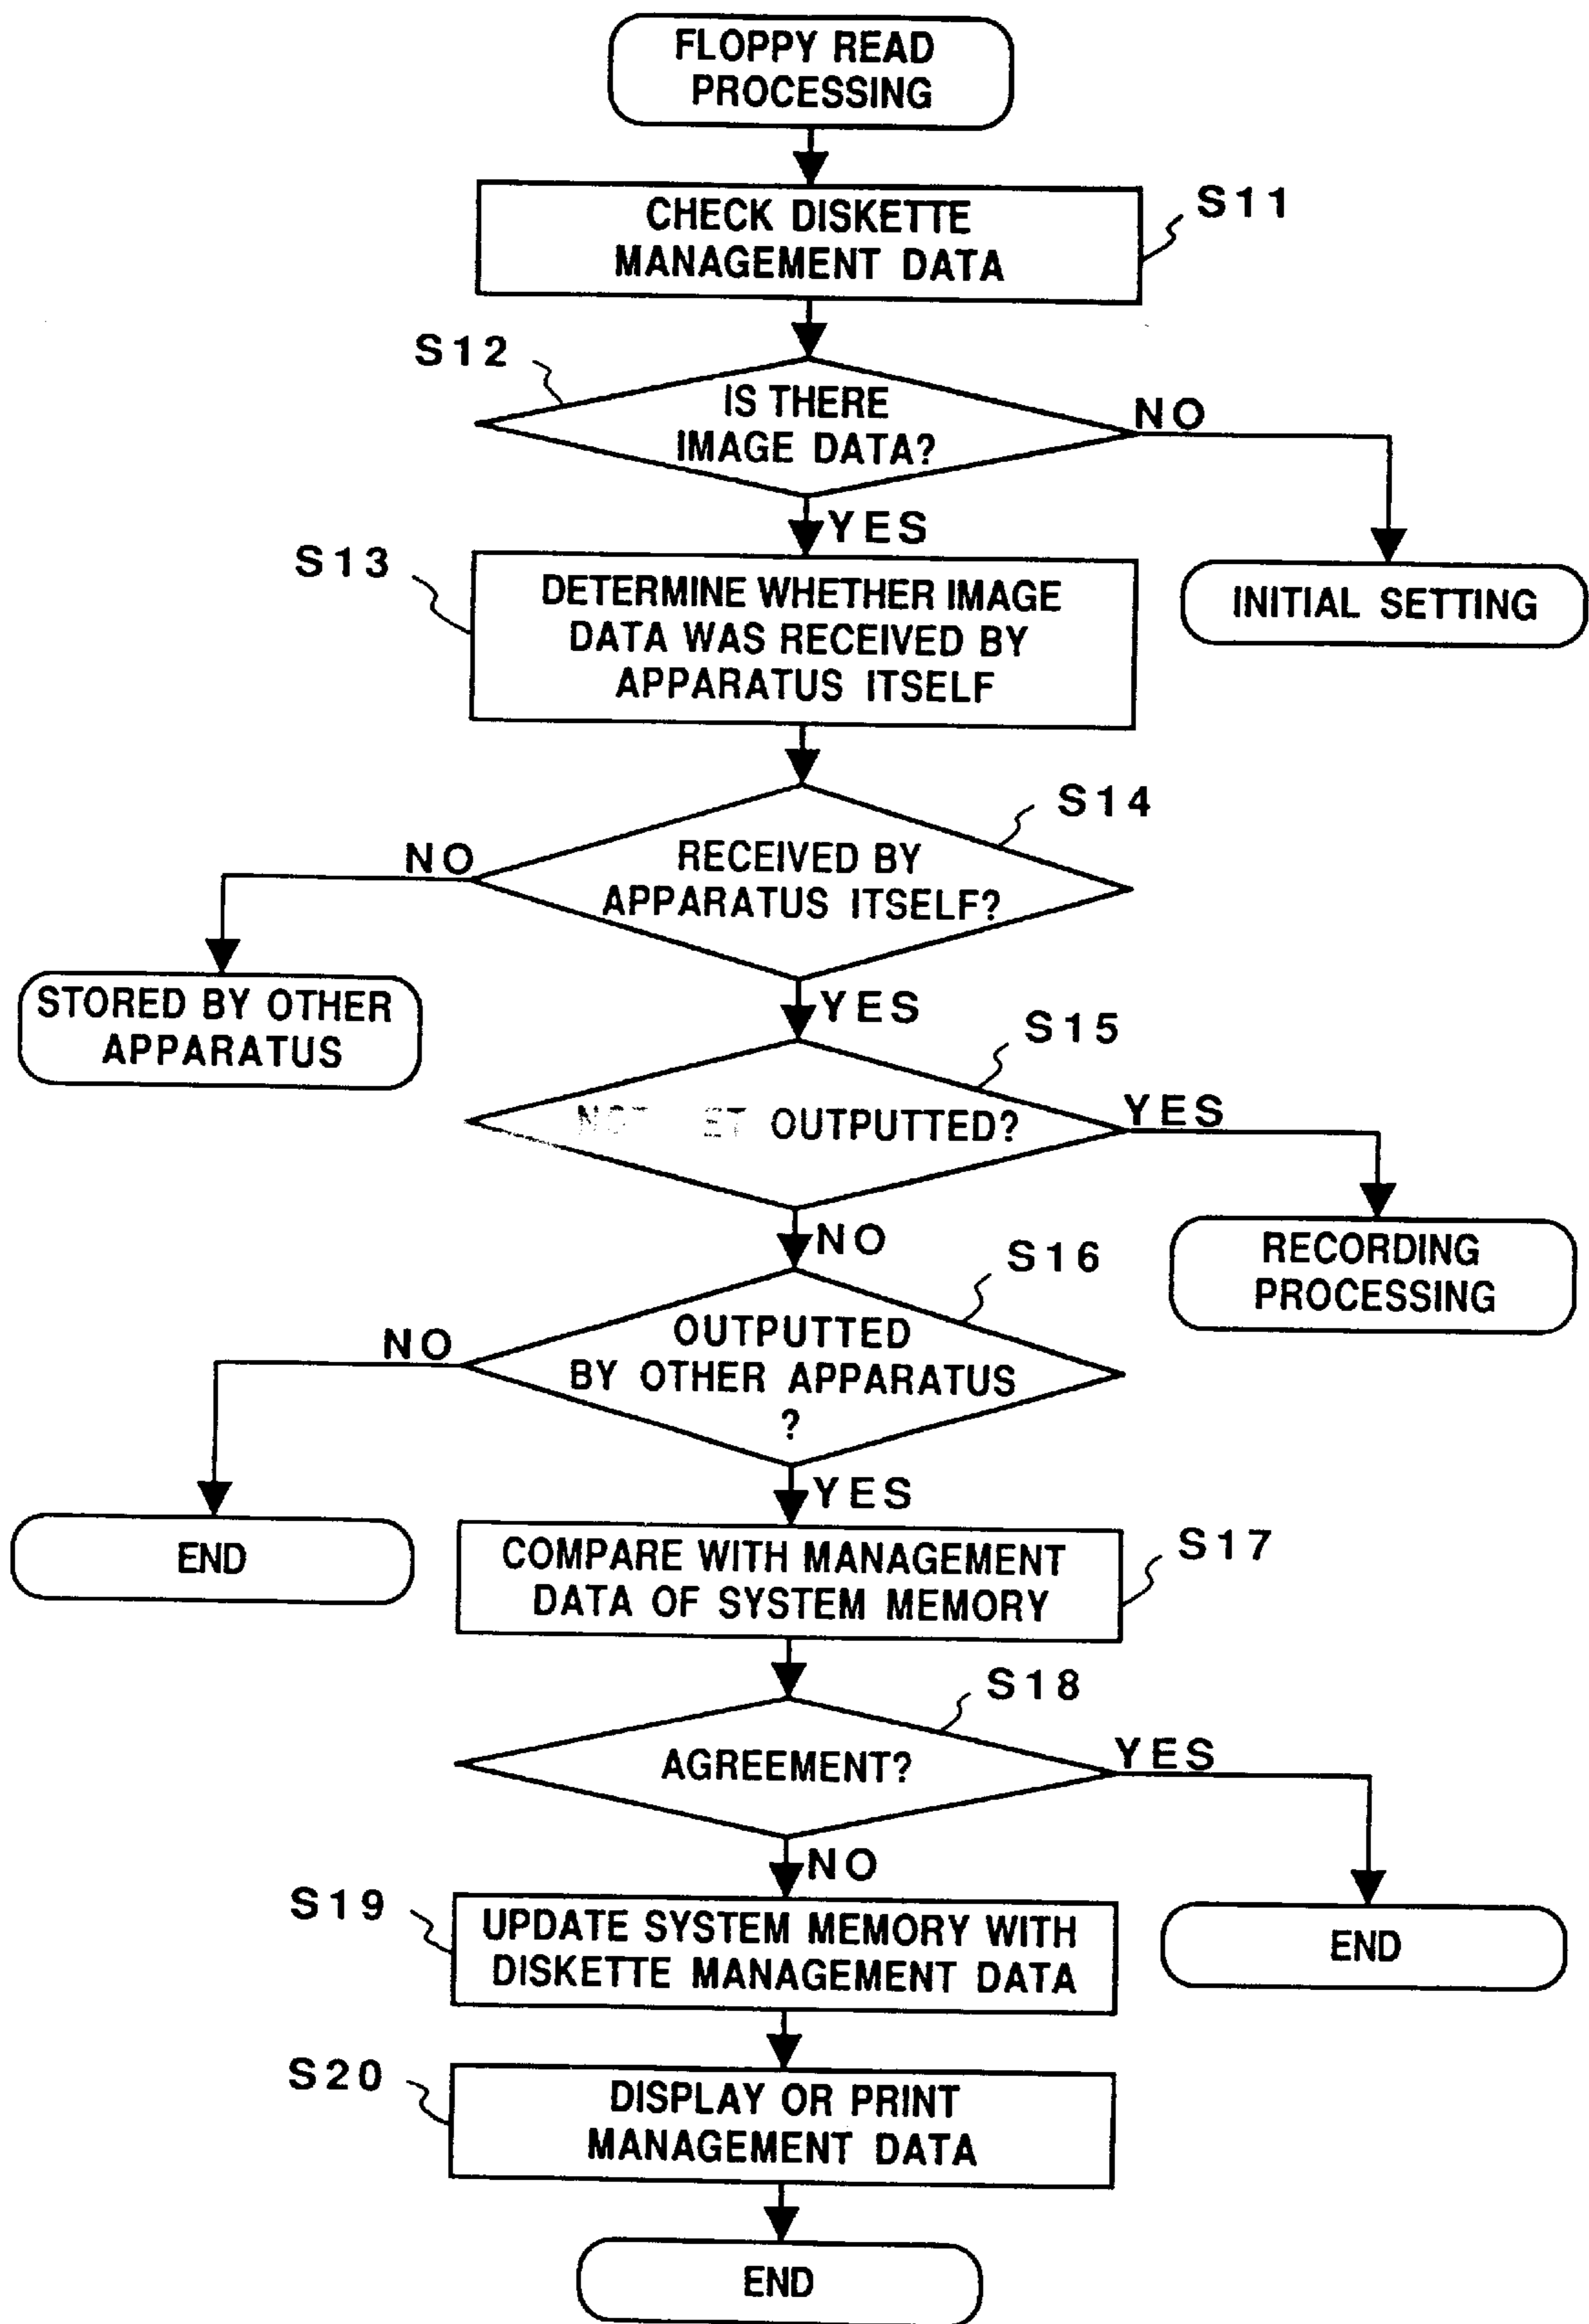 FLOPPY READ
PROCESSING
CHECK DISKETTE
MANAGEMENT DATA
S11
S12
IS THERE
IMAGE DATA?
NO
YES
INITIAL SETTING
S13
DETERMINE WHETHER IMAGE
DATA WAS RECEIVED BY
APPARATUS ITSELF
S14
RECEIVED BY
APPARATUS ITSELF?
NO
STORED BY OTHER
APPARATUS
YES
S15
OUTPUTTED?
YES
RECORDING
PROCESSING
NO
S16
OUTPUTTED
BY OTHER APPARATUS
?
NO
END
YES
COMPARE WITH MANAGEMENT
DATA OF SYSTEM MEMORY
S17
S18
AGREEMENT?
YES
END
NO
S19
UPDATE SYSTEM MEMORY WITH
DISKETTE MANAGEMENT DATA
S20
DISPLAY OR PRINT
MANAGEMENT DATA
END